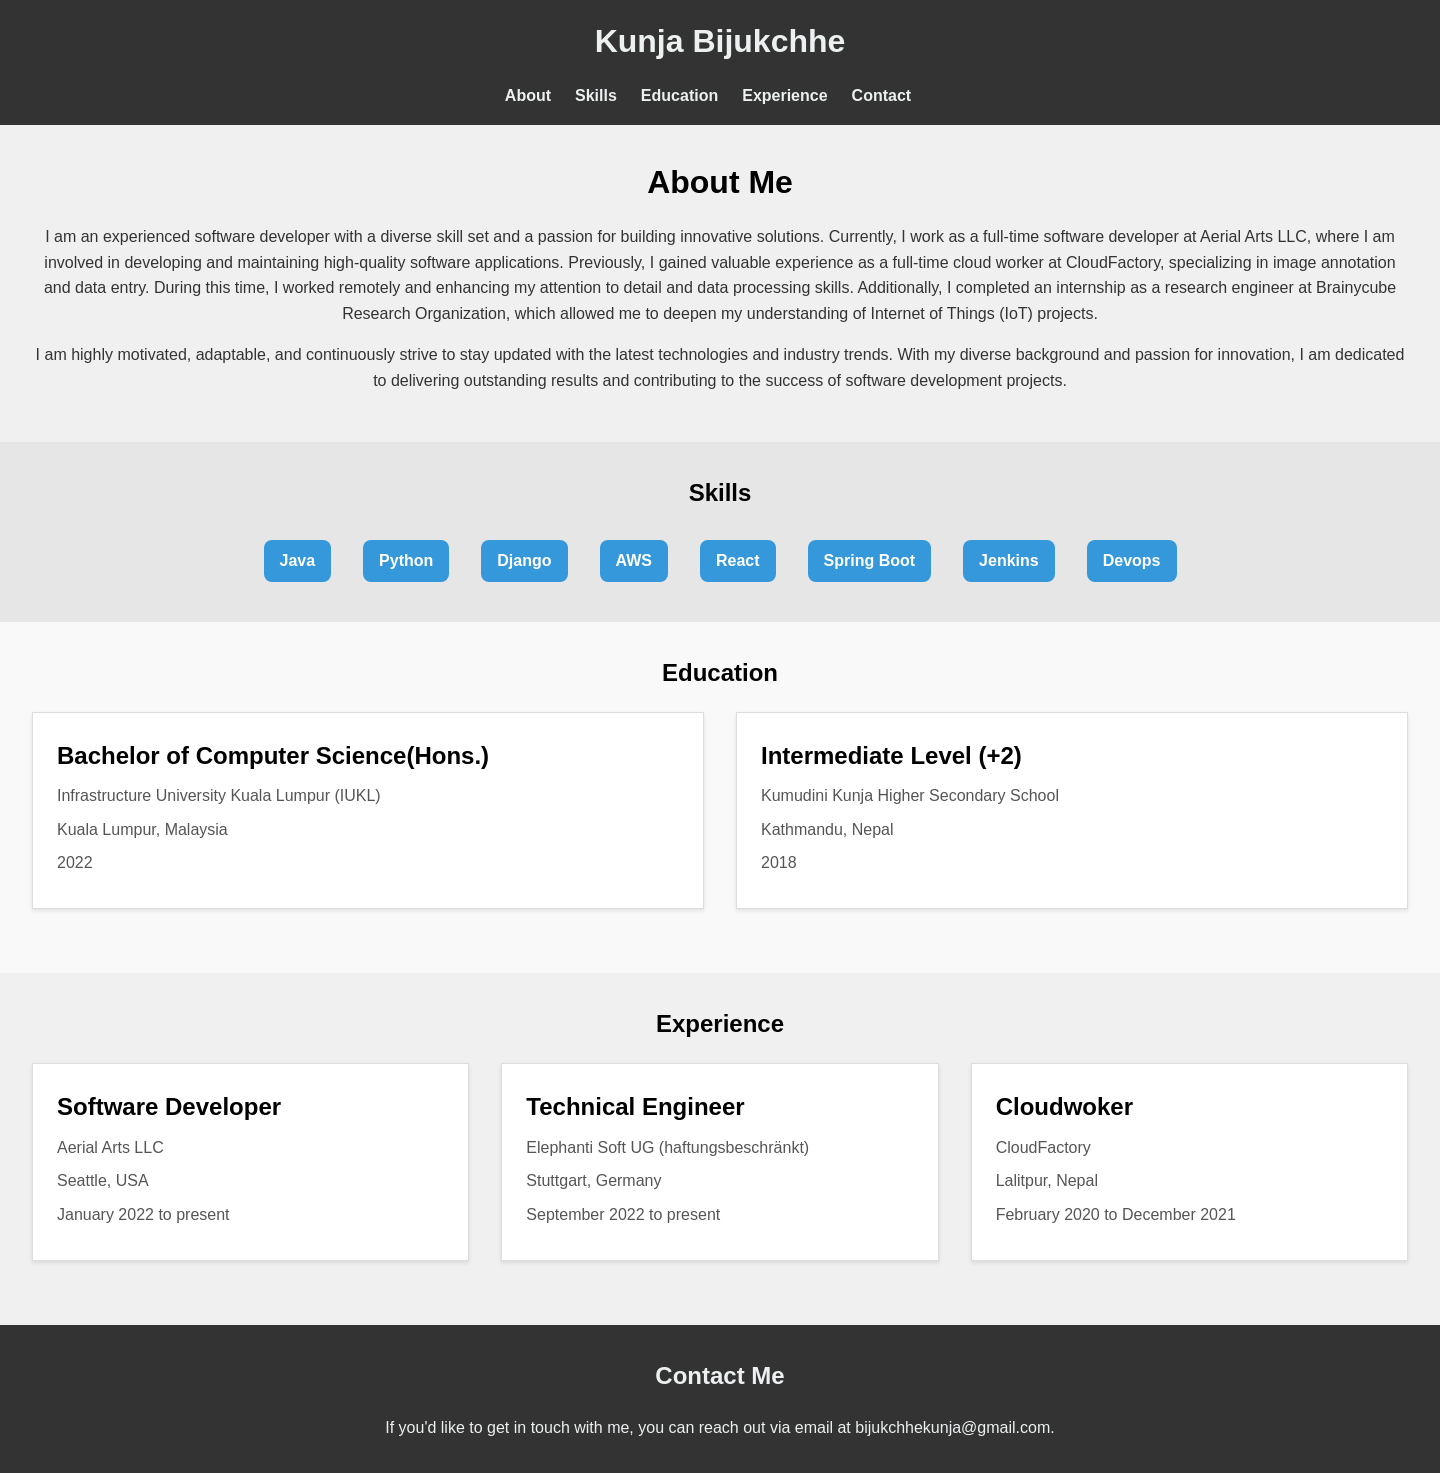 Kunja Bijukchhe
About Skills Education Experience Contact
About Me
I am an experienced software developer with a diverse skill set and a passion for building innovative solutions. Currently, I work as a full-time software developer at Aerial Arts LLC, where I am
involved in developing and maintaining high-quality software applications. Previously, I gained valuable experience as a full-time cloud worker at CloudFactory, specializing in image annotation
and data entry. During this time, I worked remotely and enhancing my attention to detail and data processing skills. Additionally, I completed an internship as a research engineer at Brainycube
Research Organization, which allowed me to deepen my understanding of Internet of Things (IoT) projects.
I am highly motivated, adaptable, and continuously strive to stay updated with the latest technologies and industry trends. With my diverse background and passion for innovation, I am dedicated
to delivering outstanding results and contributing to the success of software development projects.
Skills
Java Python Django AWS React Spring Boot Jenkins Devops
Education
Bachelor of Computer Science(Hons.)
Infrastructure University Kuala Lumpur (IUKL)
Kuala Lumpur, Malaysia
2022
Intermediate Level (+2)
Kumudini Kunja Higher Secondary School
Kathmandu, Nepal
2018
Experience
Software Developer
Aerial Arts LLC
Seattle, USA
January 2022 to present
Technical Engineer
Elephanti Soft UG (haftungsbeschränkt)
Stuttgart, Germany
September 2022 to present
Cloudwoker
CloudFactory
Lalitpur, Nepal
February 2020 to December 2021
Contact Me
If you'd like to get in touch with me, you can reach out via email at bijukchhekunja@gmail.com.